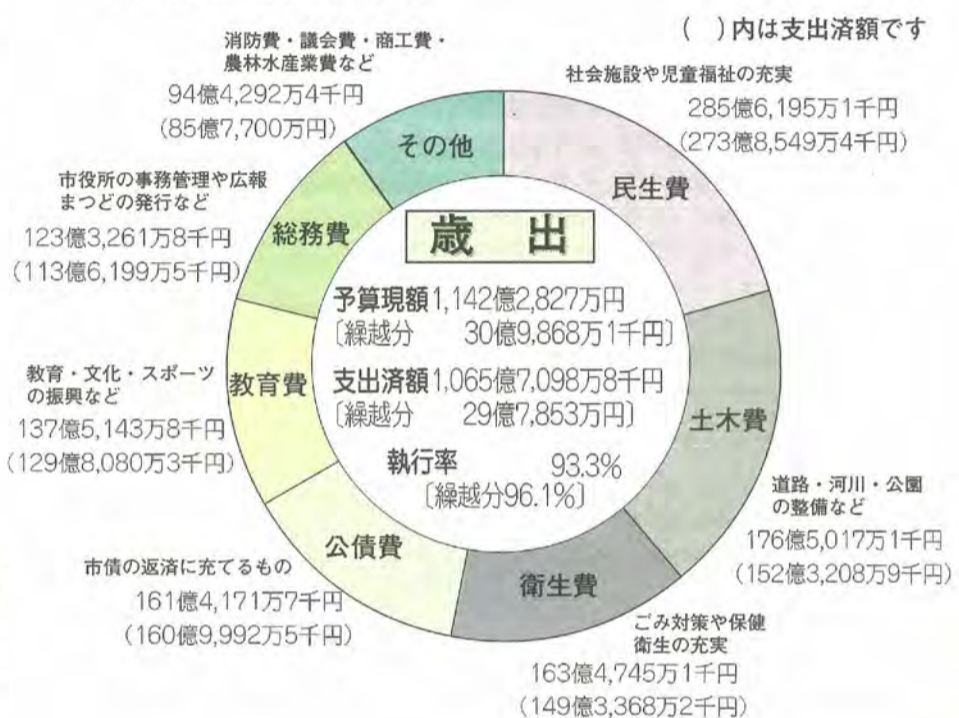 ( )内は支出済額です
消防費・議会費・商工費・
農林水産業費など
94億4,292万4千円
(85億7,700万円)
その他
社会施設や児童福祉の充実
285億6,195万1千円
(273億8,549万4千円)
民生費
市役所の事務管理や広報
まつどの発行など
123億3,261万8千円
(113億6,199万5千円)
総務費
歳 出
予算現額1,142億2,827万円
〔繰越分 30億9,868万1千円〕
支出済額1,065億7,098万8千円
〔繰越分 29億7,853万円〕
執行率 93.3%
〔繰越分96.1%〕
教育・文化・スポーツ
の振興など
137億5,143万8千円
(129億8,080万3千円)
教育費
土木費
道路・河川・公園
の整備など
176億5,017万1千円
(152億3,208万9千円)
公債費
市債の返済に充てるもの
161億4,171万7千円
(160億9,992万5千円)
衛生費
ごみ対策や保健
衛生の充実
163億4,745万1千円
(149億3,368万2千円)